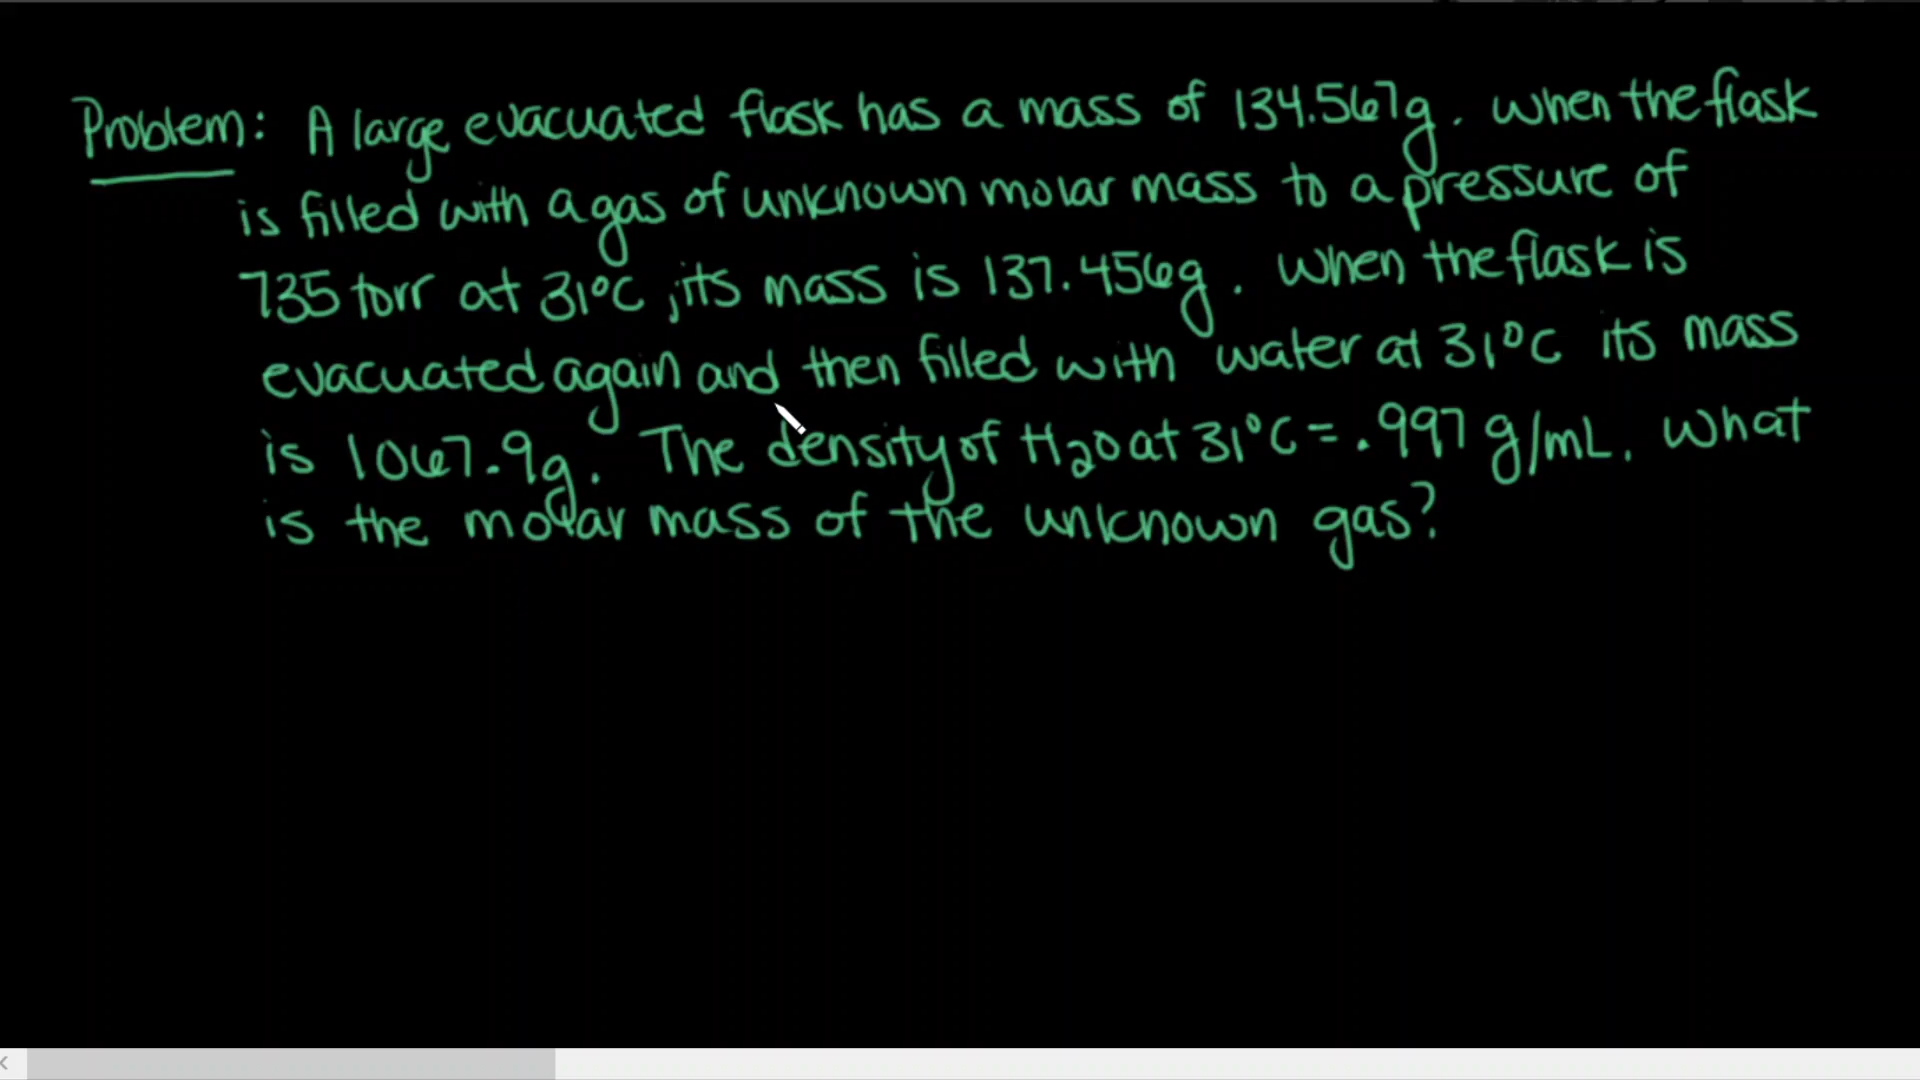 Problem: A large evacuated flask has a mass of 134.567g. When the flask
is filled with a gas of unknown molar mass to a pressure of
735 torr at 31°C, its mass is 137.456g. When the flask is
evacuated again and then filled with water at 31°C its mass
is 1067.9g. The density of H2O at 31°C = .997 g/mL. What
is the molar mass of the unknown gas?